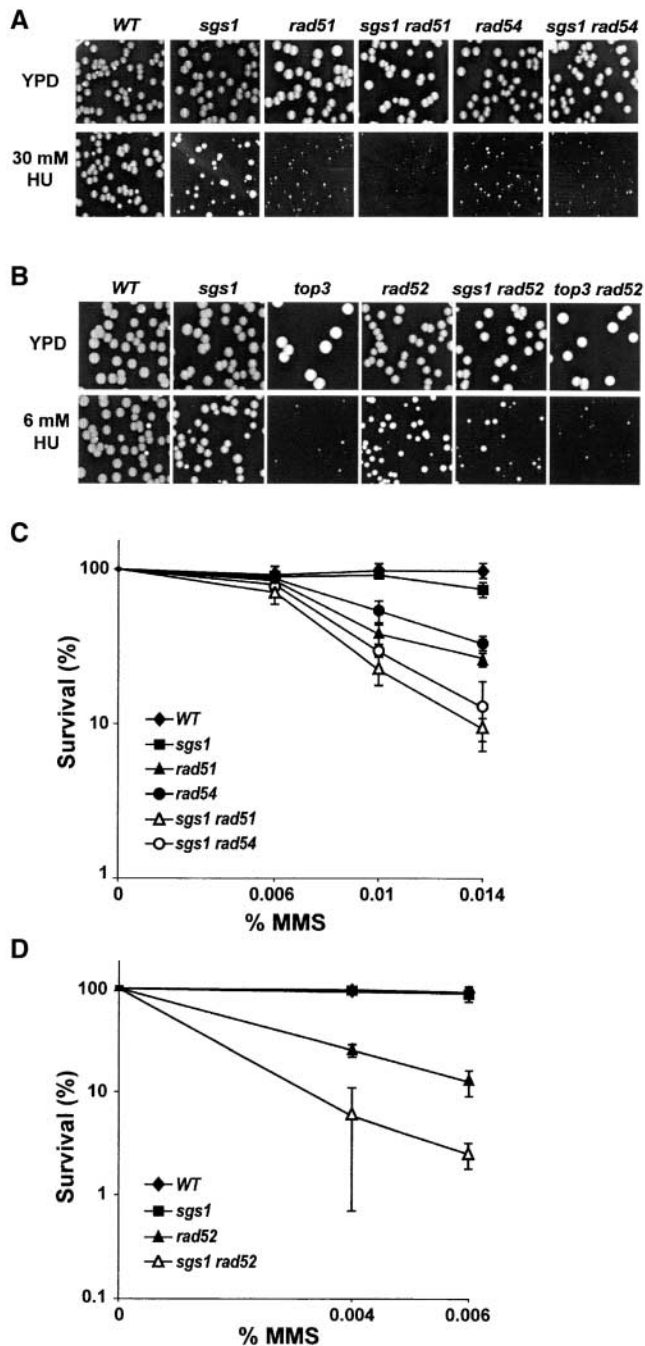 A
WT sgs1 rad51 sgs1 rad51 rad54 sgs1 rad54
YPD
30 mM
HU
B
WT sgs1 top3 rad52 sgs1 rad52 top3 rad52
YPD
6 mM
HU
C
100
10
1
Survival (%)
WT
sgs1
rad51
rad54
sgs1 rad51
sgs1 rad54
0 0.006 0.01 0.014
% MMS
D
100
10
1
0.1
Survival (%)
WT
sgs1
rad52
sgs1 rad52
0 0.004 0.006
% MMS